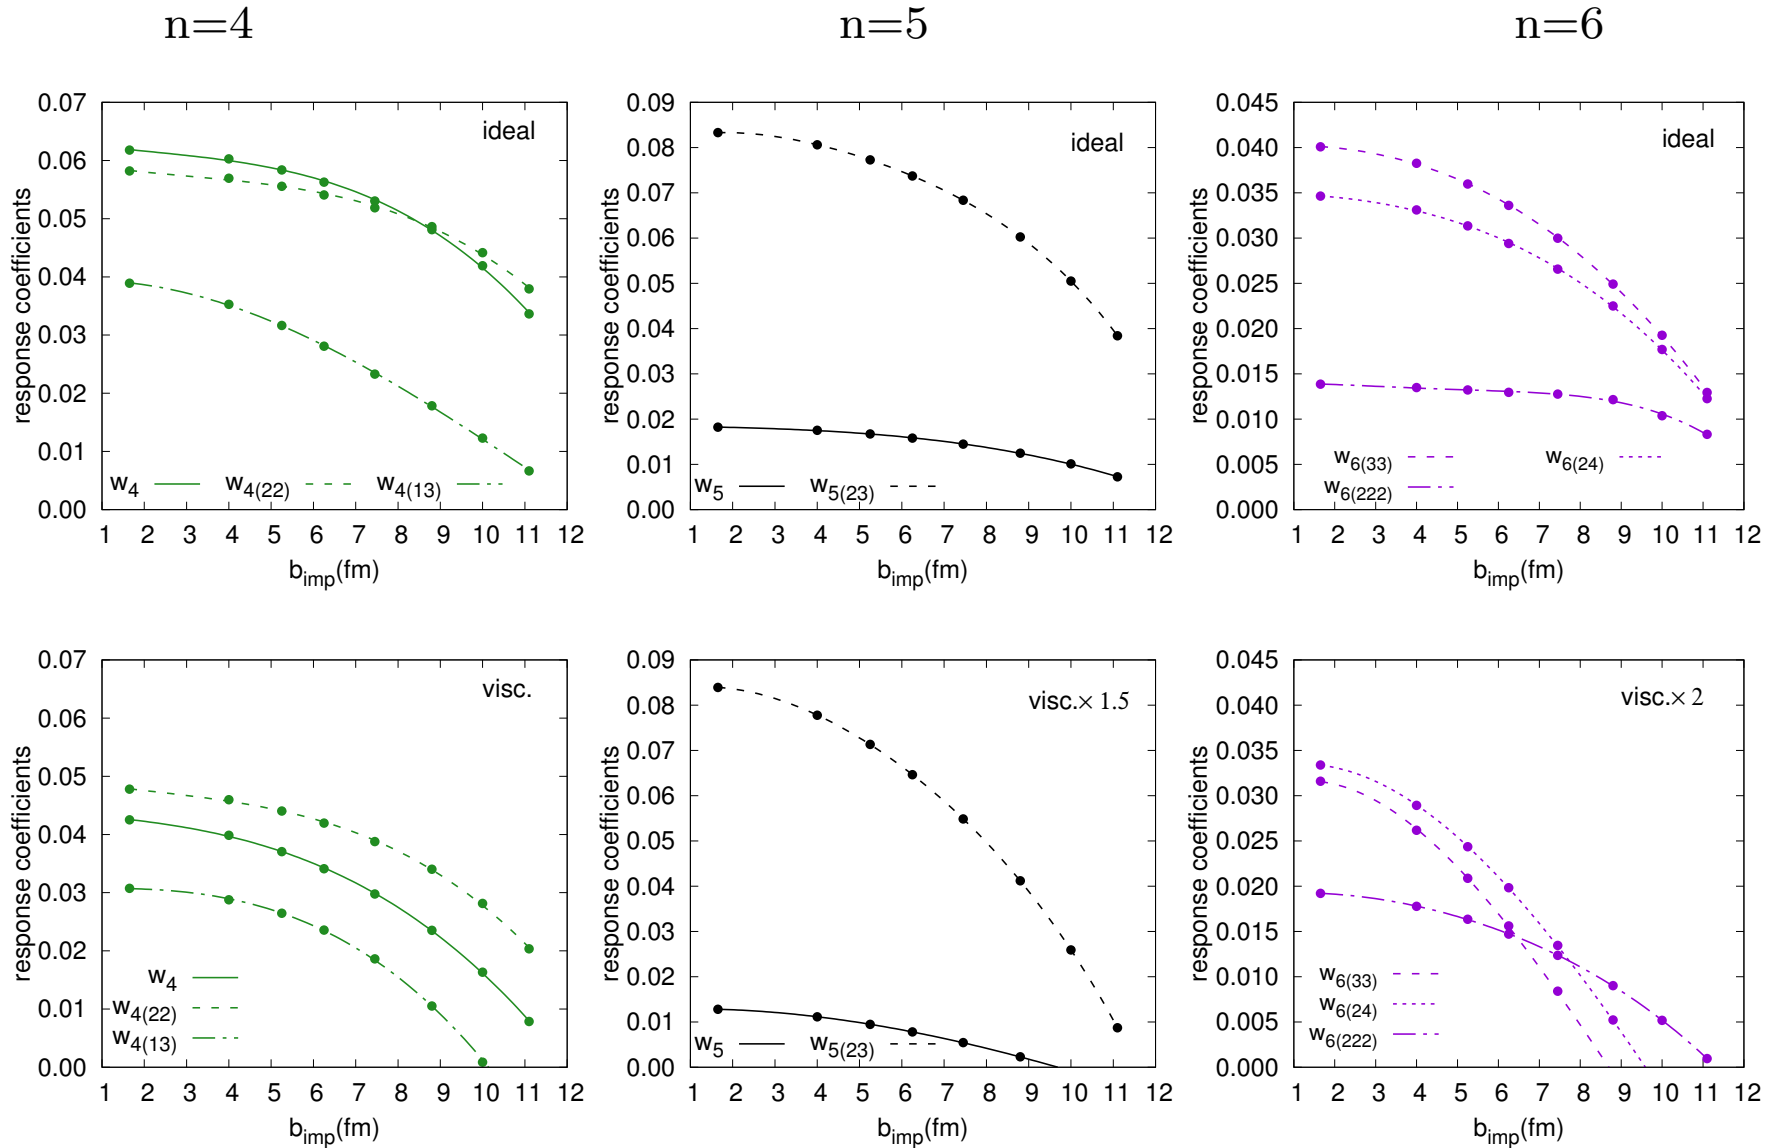 n=4
n=5
n=6
0.07
0.06
0.05
0.04
0.03
0.02
0.01
0.00
response coefficients
ideal
w4 w4(22) w4(13)
1 2 3 4 5 6 7 8 9 10 11 12
bimp(fm)
0.09
0.08
0.07
0.06
0.05
0.04
0.03
0.02
0.01
0.00
response coefficients
ideal
w5 w5(23)
1 2 3 4 5 6 7 8 9 10 11 12
bimp(fm)
0.045
0.040
0.035
0.030
0.025
0.020
0.015
0.010
0.005
0.000
response coefficients
ideal
w6(33) w6(24)
w6(222)
1 2 3 4 5 6 7 8 9 10 11 12
bimp(fm)
0.07
0.06
0.05
0.04
0.03
0.02
0.01
0.00
response coefficients
visc.
w4
w4(22)
w4(13)
1 2 3 4 5 6 7 8 9 10 11 12
bimp(fm)
0.09
0.08
0.07
0.06
0.05
0.04
0.03
0.02
0.01
0.00
response coefficients
visc.× 1.5
w5 w5(23)
1 2 3 4 5 6 7 8 9 10 11 12
bimp(fm)
0.045
0.040
0.035
0.030
0.025
0.020
0.015
0.010
0.005
0.000
response coefficients
visc.× 2
w6(33)
w6(24)
w6(222)
1 2 3 4 5 6 7 8 9 10 11 12
bimp(fm)